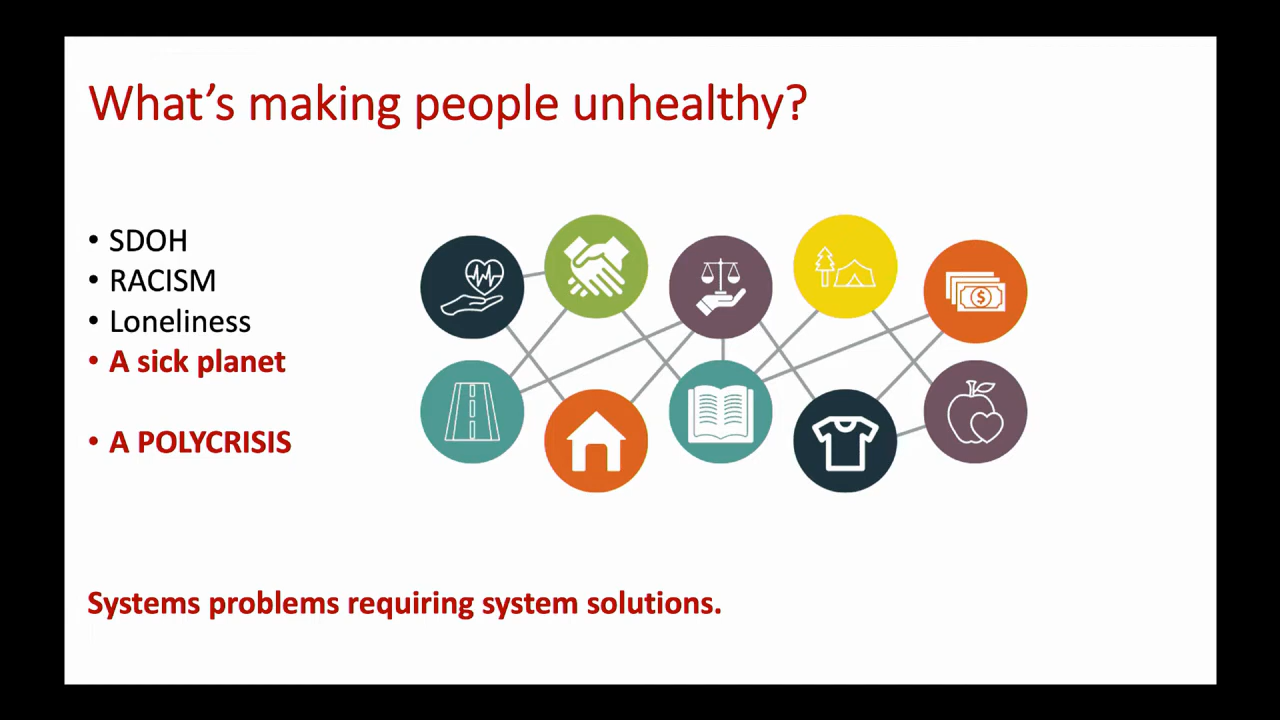 What's making people unhealthy?
• SDOH
• RACISM
• Loneliness
• A sick planet
• A POLYCRISIS
$
Systems problems requiring system solutions.